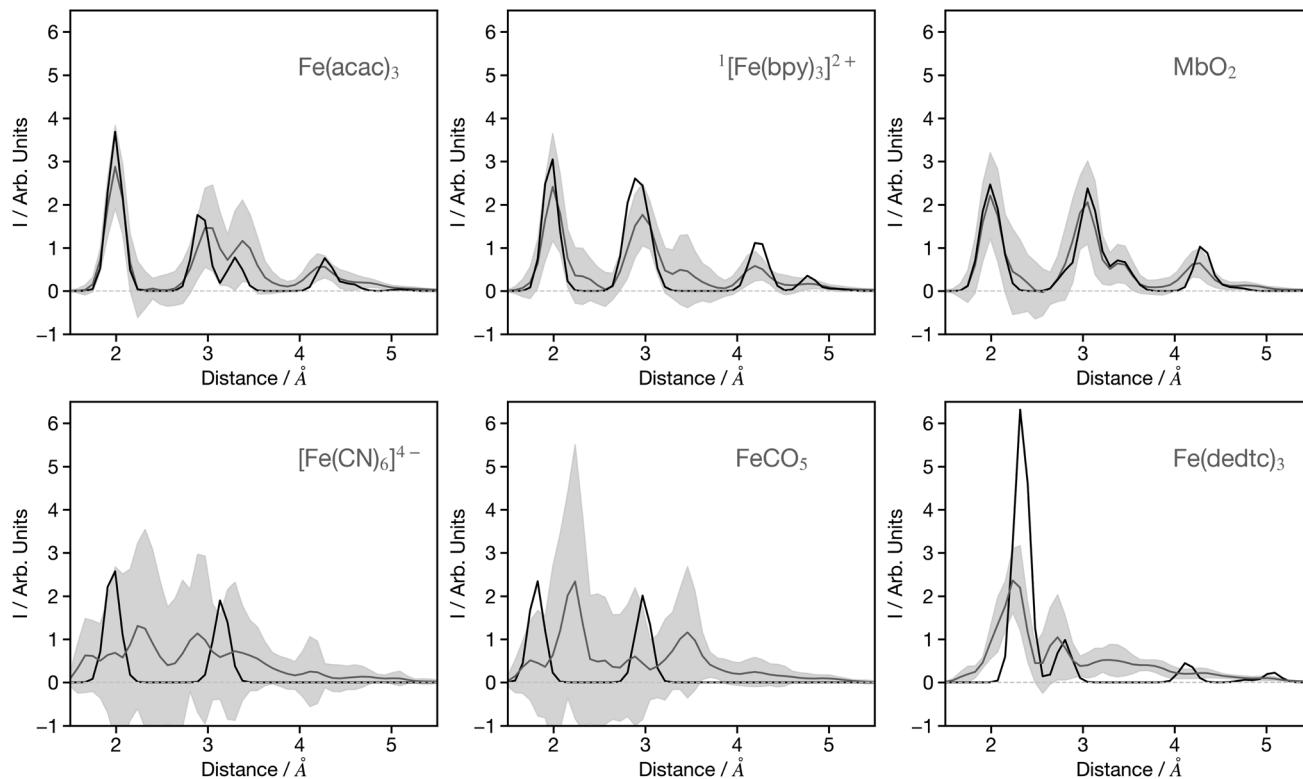 Fe(acac)₃
6
5
4
3
2
1
0
−1
I / Arb. Units
2 3 4 5
Distance / Å
¹[Fe(bpy)₃]²⁺
6
5
4
3
2
1
0
−1
I / Arb. Units
2 3 4 5
Distance / Å
MbO₂
6
5
4
3
2
1
0
−1
I / Arb. Units
2 3 4 5
Distance / Å
[Fe(CN)₆]⁴⁻
6
5
4
3
2
1
0
−1
I / Arb. Units
2 3 4 5
Distance / Å
FeCO₅
6
5
4
3
2
1
0
−1
I / Arb. Units
2 3 4 5
Distance / Å
Fe(dedtc)₃
6
5
4
3
2
1
0
−1
I / Arb. Units
2 3 4 5
Distance / Å